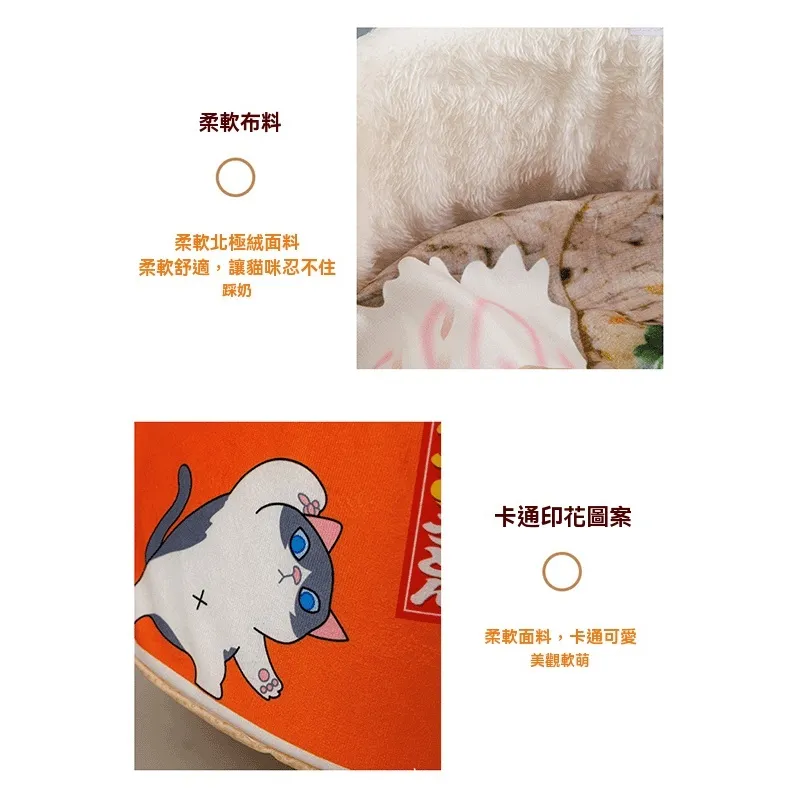 柔軟布料
柔軟北極絨面料
柔軟舒適，讓貓咪忍不住
踩奶
卡通印花圖案
柔軟面料，卡通可愛
美觀軟萌